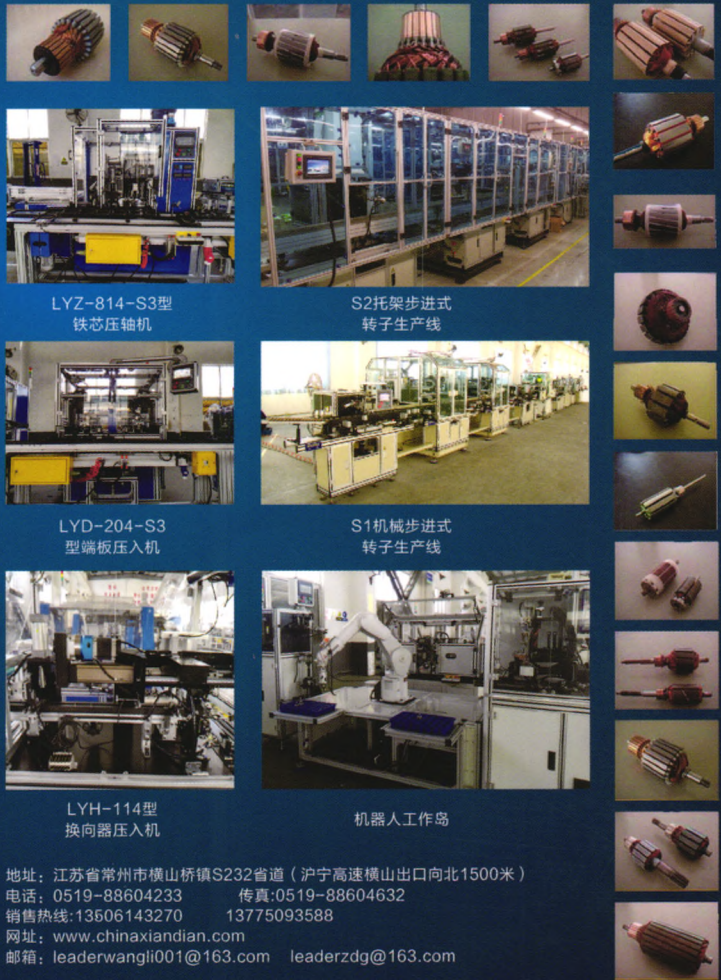 LYZ-814-S3型
铁芯压轴机
S2托架步进式
转子生产线
LYD-204-S3
型端板压入机
S1机械步进式
转子生产线
LYH-114型
换向器压入机
机器人工作岛
地址：江苏省常州市横山桥镇S232省道（沪宁高速横山出口向北1500米）
电话：0519-88604233 传真:0519-88604632
销售热线:13606143270 13775093588
网址：www.chinaxiandian.com
邮箱：leaderwangli001@163.com leaderzdg@163.com